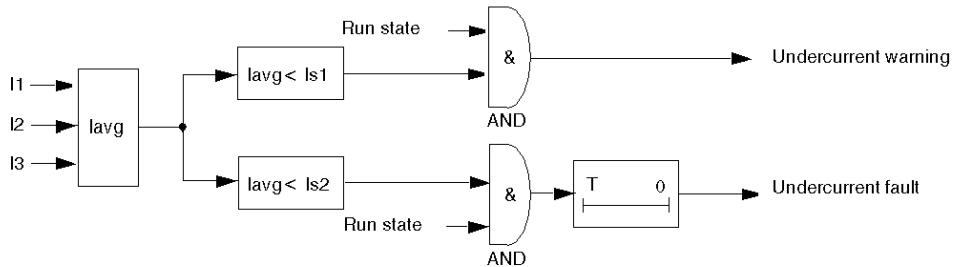 Run state
I1
I2
I3
Iavg
Iavg< Is1
&
AND
Undercurrent warning
Iavg< Is2
Run state
&
AND
T 0
Undercurrent fault